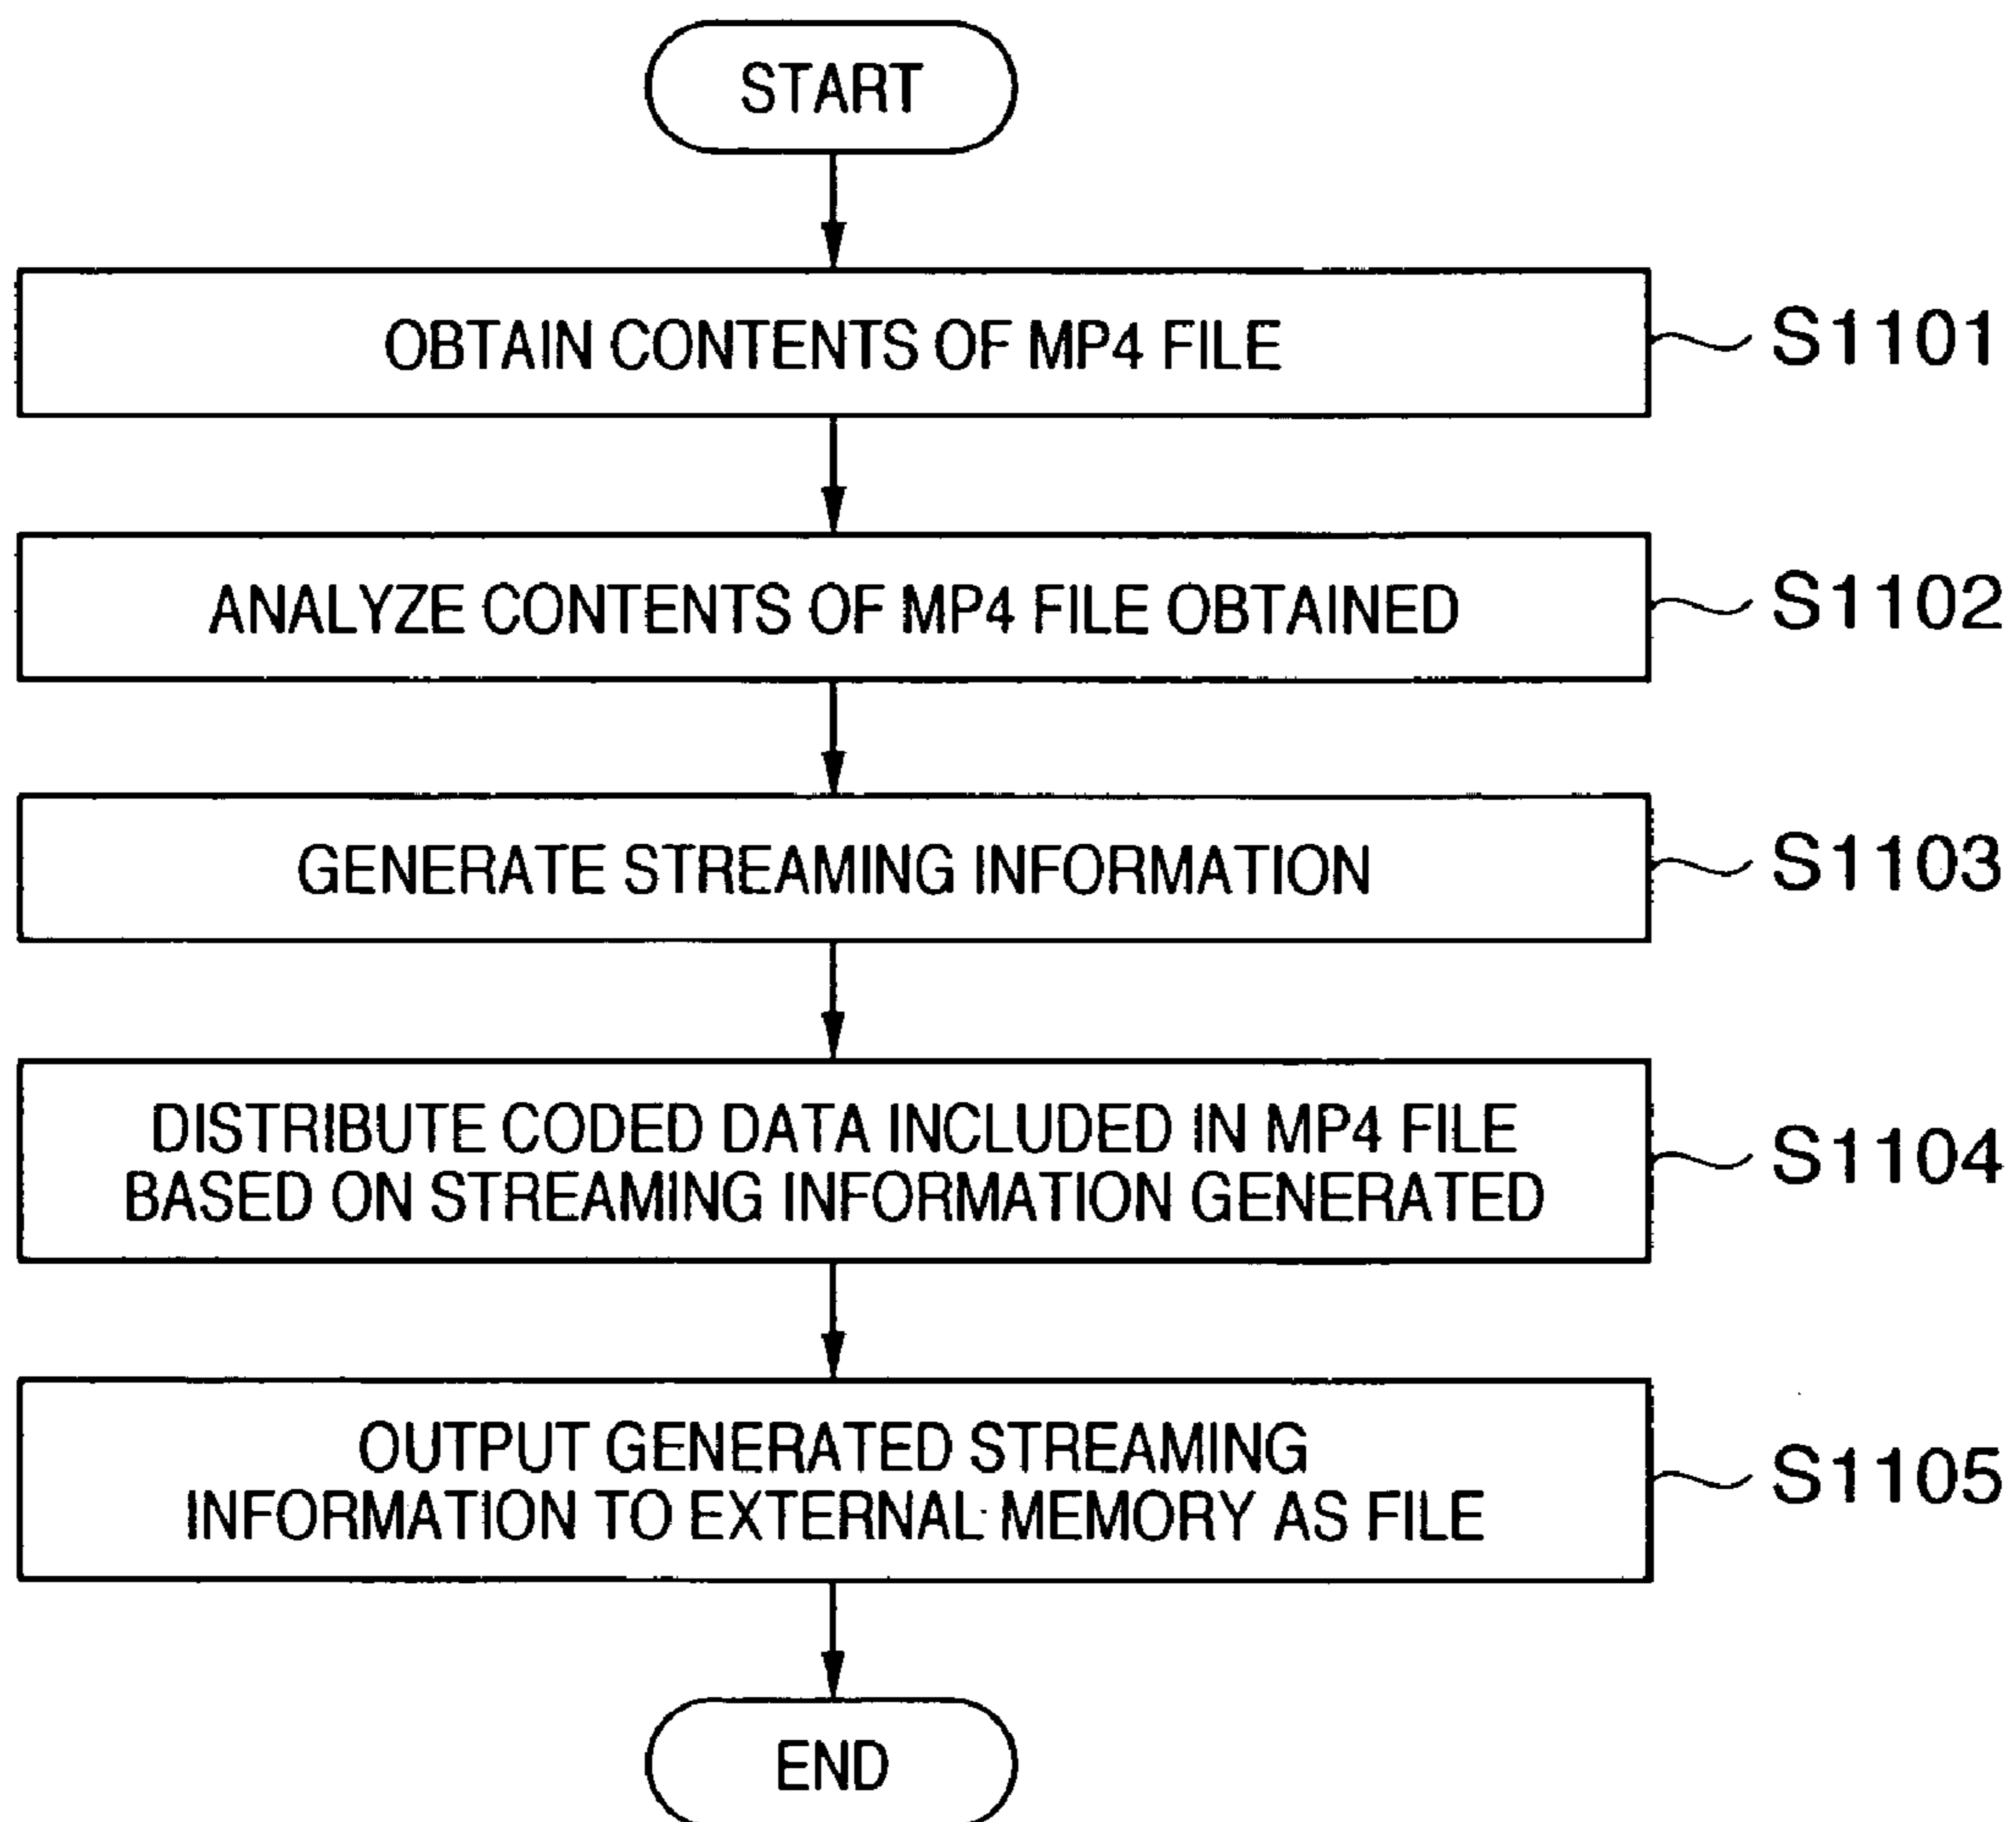 START
OBTAIN CONTENTS OF MP4 FILE
S1101
ANALYZE CONTENTS OF MP4 FILE OBTAINED
S1102
GENERATE STREAMING INFORMATION
S1103
DISTRIBUTE CODED DATA INCLUDED IN MP4 FILE
BASED ON STREAMING INFORMATION GENERATED
S1104
OUTPUT GENERATED STREAMING
INFORMATION TO EXTERNAL MEMORY AS FILE
S1105
END